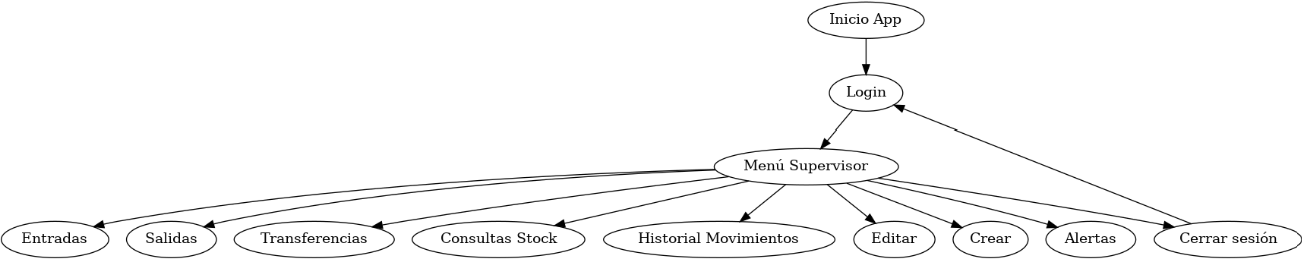 Inicio App
Login
Menú Supervisor
Entradas
Salidas
Transferencias
Consultas Stock
Historial Movimientos
Editar
Crear
Alertas
Cerrar sesión